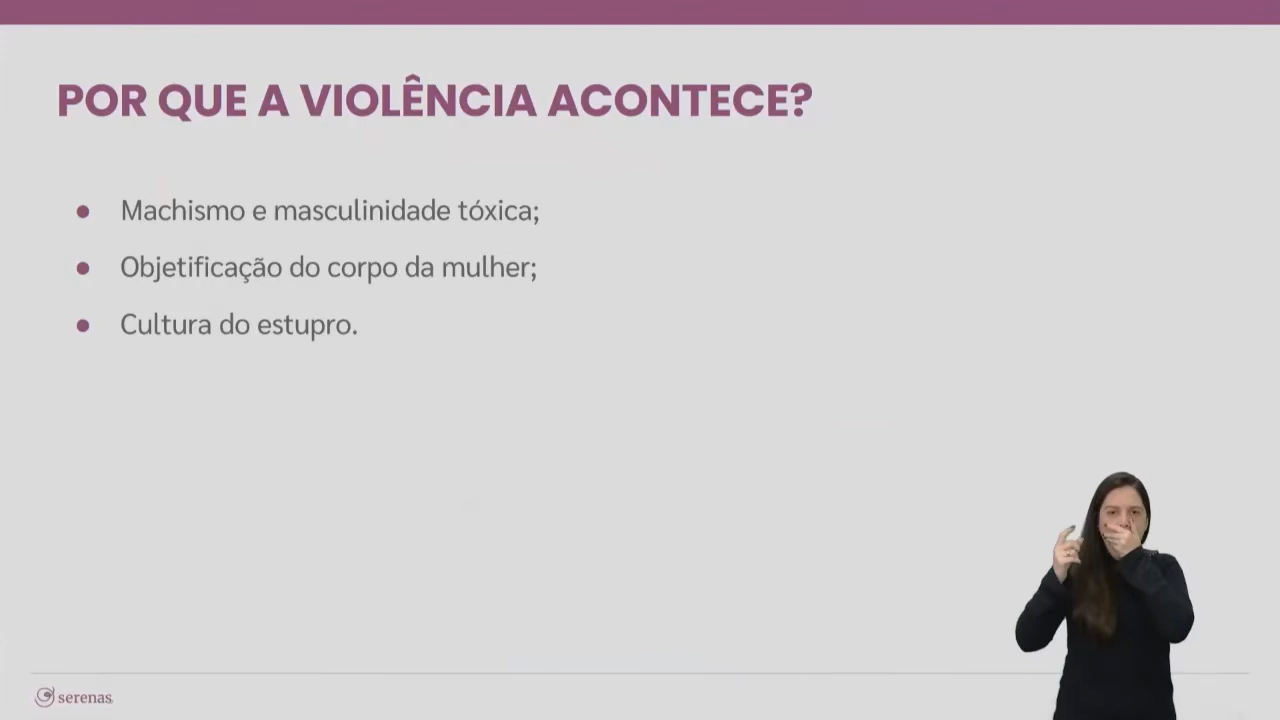 POR QUE A VIOLÊNCIA ACONTECE?
● Machismo e masculinidade tóxica;
● Objetificação do corpo da mulher;
● Cultura do estupro.
serenas